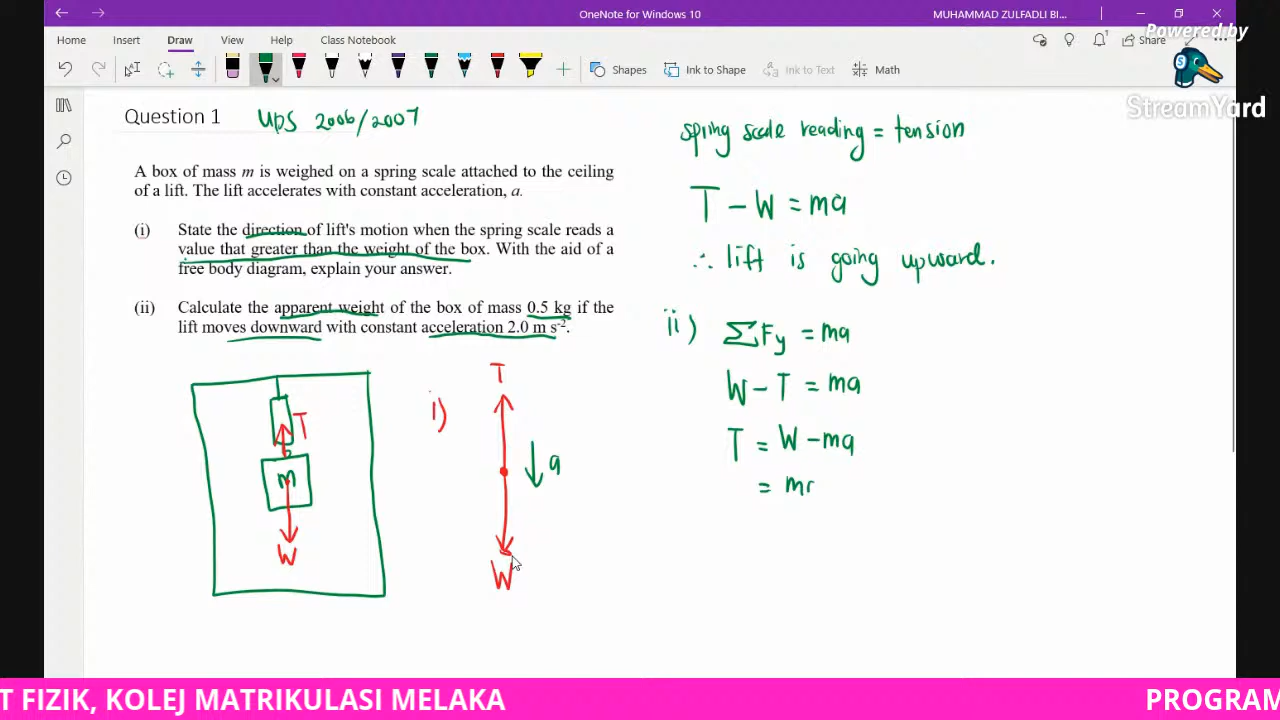 OneNote for Windows 10
MUHAMMAD ZULFADLI BI...
Powered by
StreamYard
Home Insert Draw View Help Class Notebook
Share
Shapes Ink to Shape Ink to Text Math
Question 1 UPS 2006/2007
A box of mass m is weighed on a spring scale attached to the ceiling
of a lift. The lift accelerates with constant acceleration, a.
(i) State the direction of lift's motion when the spring scale reads a
value that greater than the weight of the box. With the aid of a
free body diagram, explain your answer.
(ii) Calculate the apparent weight of the box of mass 0.5 kg if the
lift moves downward with constant acceleration 2.0 m s⁻².
T
m
W
i)
T
a
W
spring scale reading = tension
T - W = ma
∴ lift is going upward.
ii) ΣFy = ma
W - T = ma
T = W - ma
= m
T FIZIK, KOLEJ MATRIKULASI MELAKA
PROGRAM